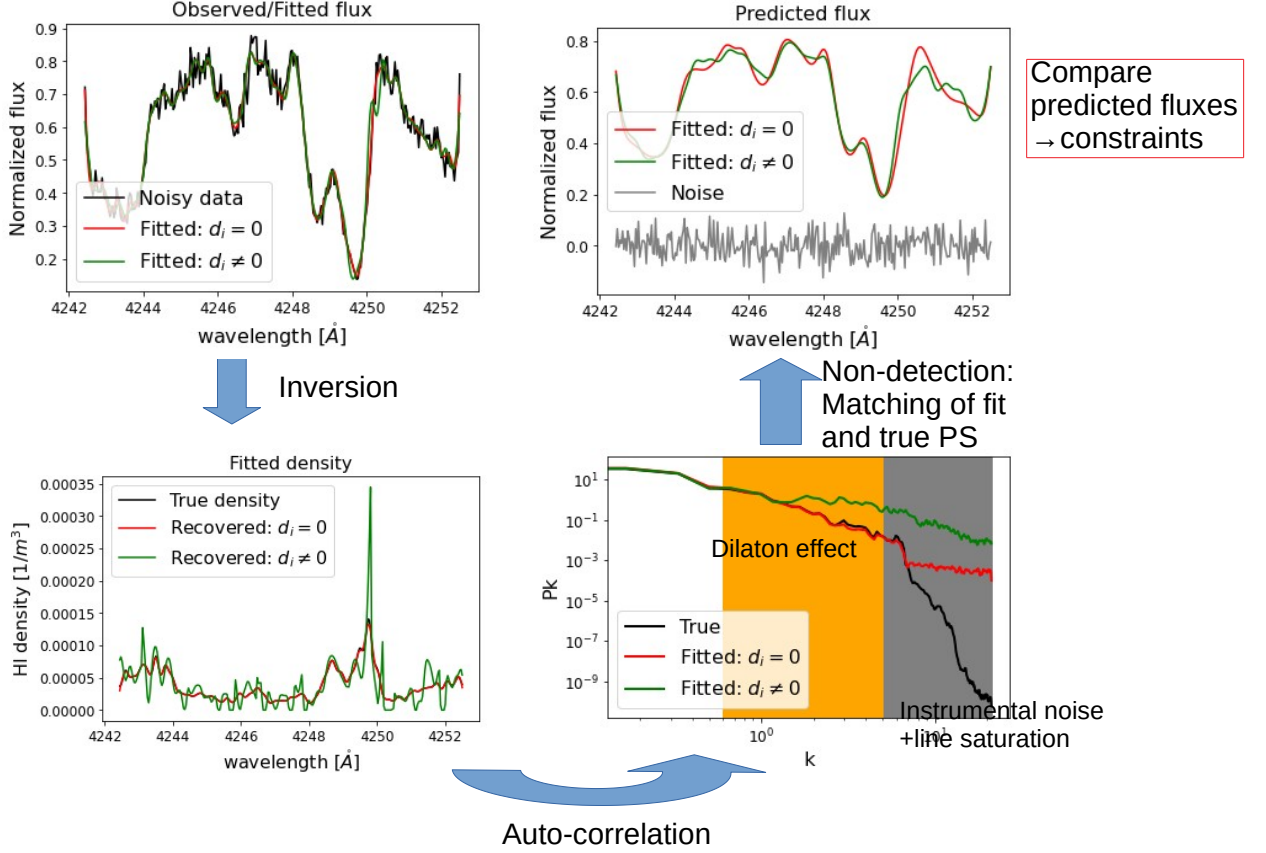 Observed/Fitted flux
0.9
0.8
0.7
0.6
0.5
0.4
0.3
0.2
Normalized flux
Noisy data
Fitted: d_i = 0
Fitted: d_i ≠ 0
4242 4244 4246 4248 4250 4252
wavelength [Å]
Predicted flux
0.8
0.6
0.4
0.2
0.0
Normalized flux
Fitted: d_i = 0
Fitted: d_i ≠ 0
Noise
4242 4244 4246 4248 4250 4252
wavelength [Å]
Compare
predicted fluxes
→constraints
Inversion
Non-detection:
Matching of fit
and true PS
Fitted density
0.00035
0.00030
0.00025
0.00020
0.00015
0.00010
0.00005
0.00000
HI density [1/m³]
True density
Recovered: d_i = 0
Recovered: d_i ≠ 0
4242 4244 4246 4248 4250 4252
wavelength [Å]
10¹
10⁻¹
10⁻³
10⁻⁵
10⁻⁷
10⁻⁹
Pk
Dilaton effect
True
Fitted: d_i = 0
Fitted: d_i ≠ 0
Instrumental noise
+line saturation
10⁰ 10¹
k
Auto-correlation